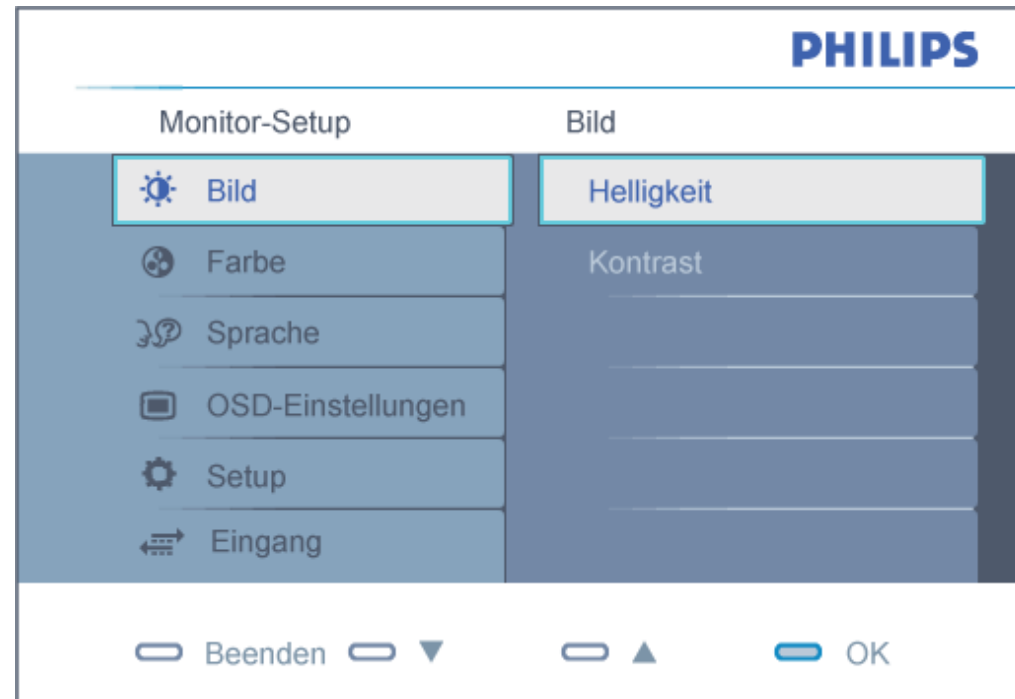 PHILIPS
Monitor-Setup Bild
Bild Helligkeit
Farbe Kontrast
Sprache
OSD-Einstellungen
Setup
Eingang
Beenden ▼ ▲ OK